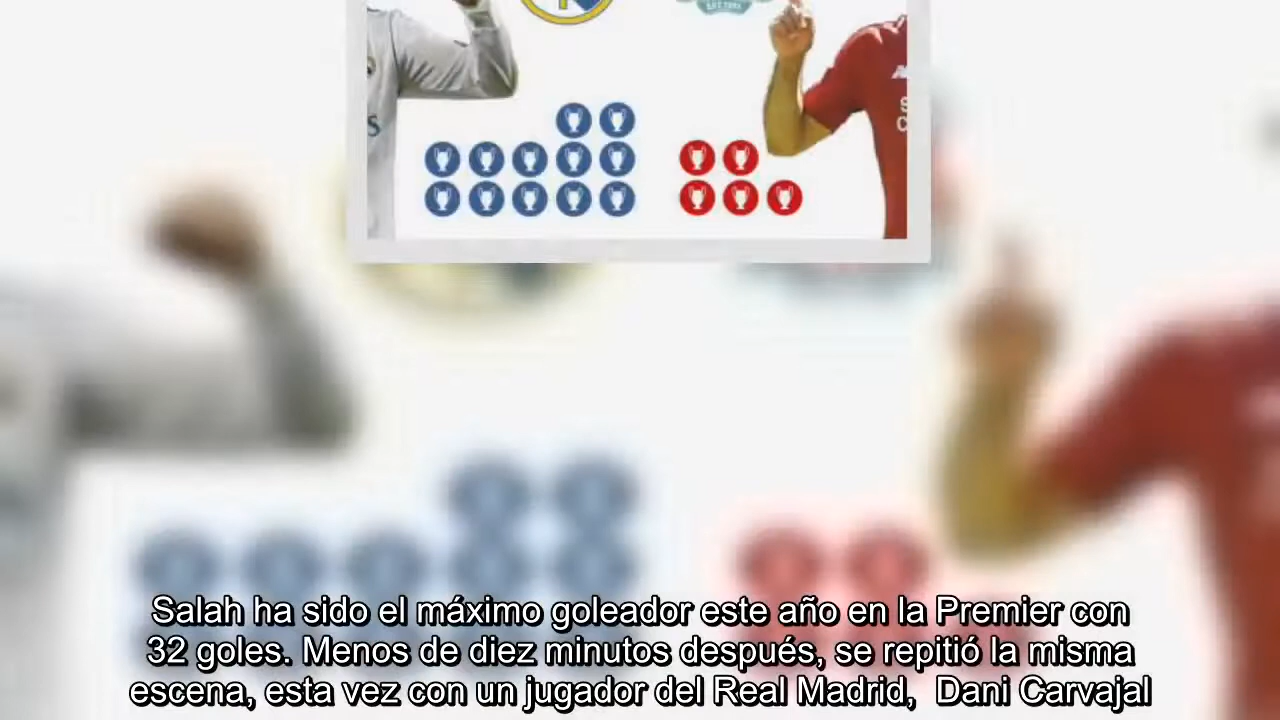 Salah ha sido el máximo goleador este año en la Premier con
32 goles. Menos de diez minutos después, se repitió la misma
escena, esta vez con un jugador del Real Madrid,  Dani Carvajal